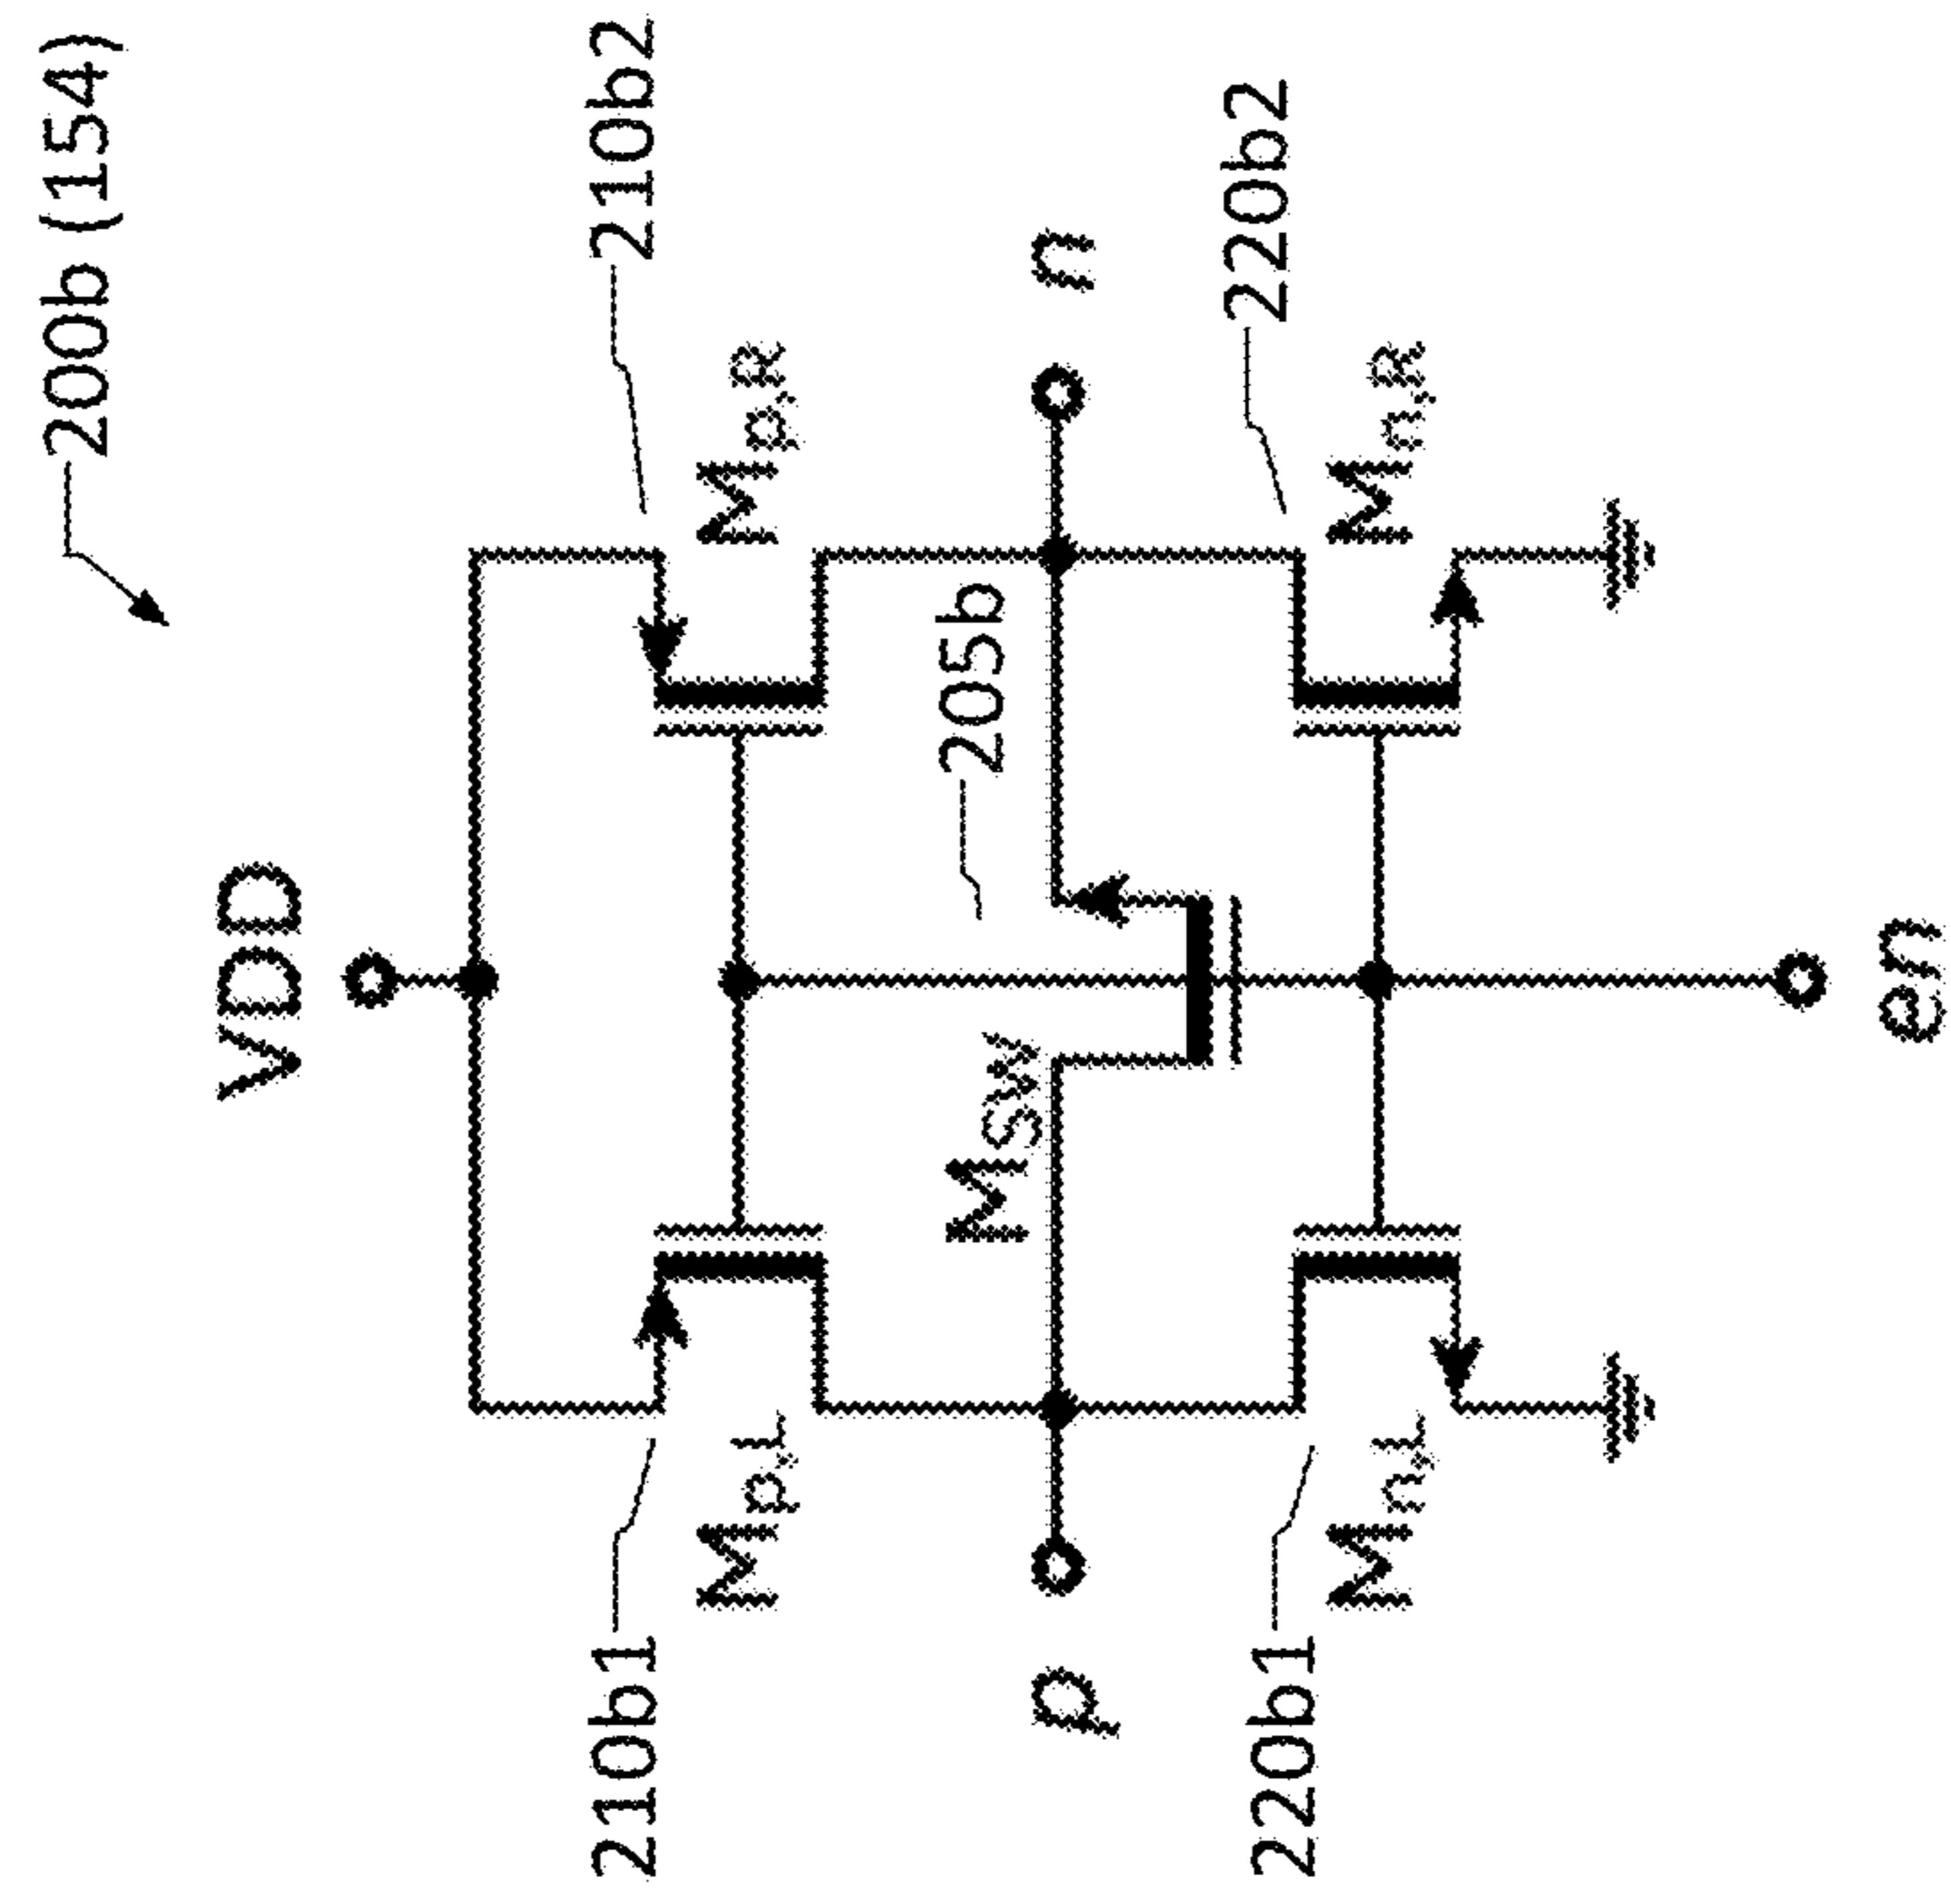 200b (154)
VDD
210b1
210b2
Mp,L
Mp,R
Msw
205b
p
n
220b1
220b2
Mn,L
Mn,R
en